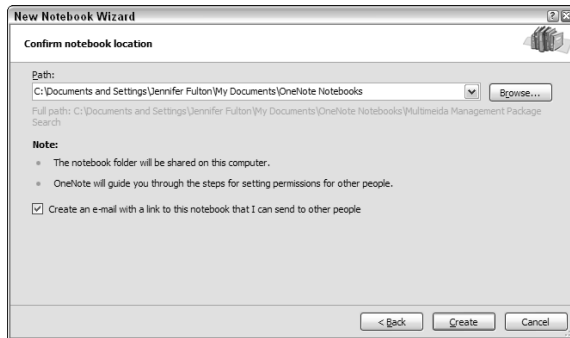 New Notebook Wizard
Confirm notebook location
Path:
C:\Documents and Settings\Jennifer Fulton\My Documents\OneNote Notebooks
Browse...
Full path: C:\Documents and Settings\Jennifer Fulton\My Documents\OneNote Notebooks\Multimeida Management Package
Search
Note:
The notebook folder will be shared on this computer.
OneNote will guide you through the steps for setting permissions for other people.
Create an e-mail with a link to this notebook that I can send to other people
< Back Create Cancel